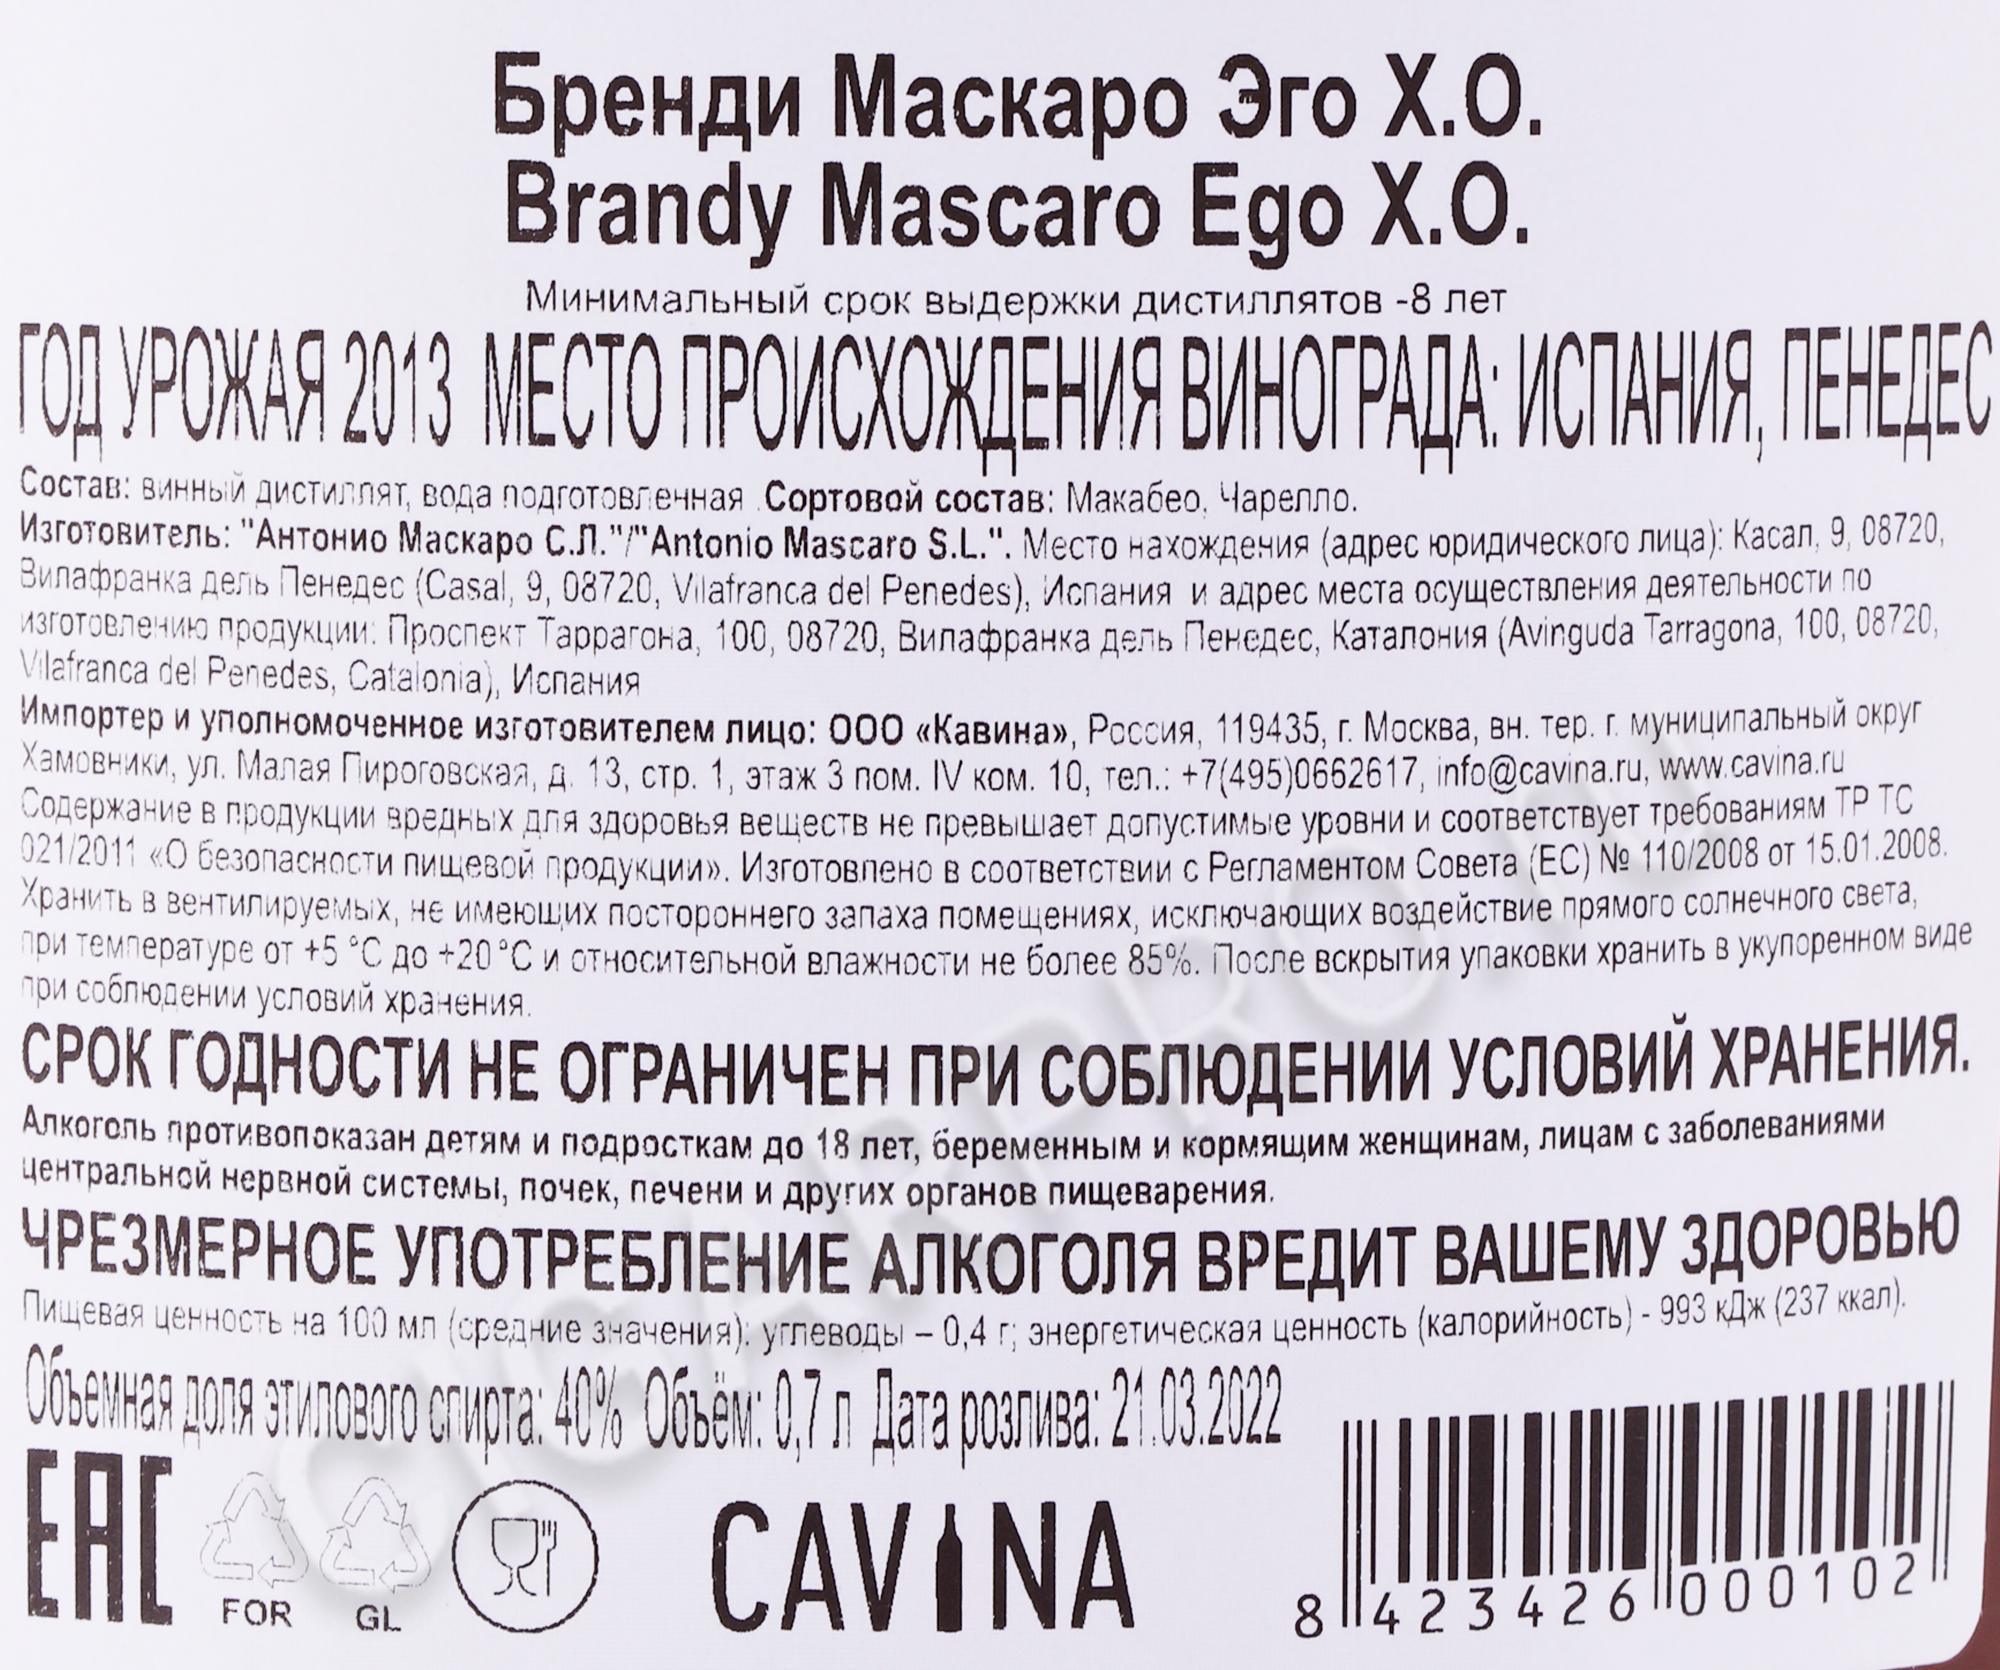 Бренди Маскаро Эго Х.О.
Brandy Mascaro Ego X.O.
Минимальный срок выдержки дистиллятов -8 лет
ГОД УРОЖАЯ 2013 МЕСТО ПРОИСХОЖДЕНИЯ ВИНОГРАДА: ИСПАНИЯ, ПЕНЕДЕС
Состав: винный дистиллят, вода подготовленная .Сортовой состав: Макабео, Чарелло.
Изготовитель: "Антонио Маскаро С.Л."/"Antonio Mascaro S.L.". Место нахождения (адрес юридического лица): Касал, 9, 08720,
Вилафранка дель Пенедес (Casal, 9, 08720, Vilafranca del Penedes), Испания и адрес места осуществления деятельности по
изготовлению продукции: Проспект Таррагона, 100, 08720, Вилафранка дель Пенедес, Каталония (Avinguda Tarragona, 100, 08720,
Vilafranca del Penedes, Catalonia), Испания
Импортер и уполномоченное изготовителем лицо: ООО «Кавина», Россия, 119435, г. Москва, вн. тер. г. муниципальный округ
Хамовники, ул. Малая Пироговская, д. 13, стр. 1, этаж 3 пом. IV ком. 10, тел.: +7(495)0662617, info@cavina.ru, www.cavina.ru
Содержание в продукции вредных для здоровья веществ не превышает допустимые уровни и соответствует требованиям ТР ТС
021/2011 «О безопасности пищевой продукции». Изготовлено в соответствии с Регламентом Совета (ЕС) № 110/2008 от 15.01.2008.
Хранить в вентилируемых, не имеющих постороннего запаха помещениях, исключающих воздействие прямого солнечного света,
при температуре от +5 °С до +20 °С и относительной влажности не более 85%. После вскрытия упаковки хранить в укупоренном виде
при соблюдении условий хранения.
СРОК ГОДНОСТИ НЕ ОГРАНИЧЕН ПРИ СОБЛЮДЕНИИ УСЛОВИЙ ХРАНЕНИЯ.
Алкоголь противопоказан детям и подросткам до 18 лет, беременным и кормящим женщинам, лицам с заболеваниями
центральной нервной системы, почек, печени и других органов пищеварения.
ЧРЕЗМЕРНОЕ УПОТРЕБЛЕНИЕ АЛКОГОЛЯ ВРЕДИТ ВАШЕМУ ЗДОРОВЬЮ
Пищевая ценность на 100 мл (средние значения): углеводы – 0,4 г; энергетическая ценность (калорийность) - 993 кДж (237 ккал).
Объемная доля этилового спирта: 40% Объём: 0,7 л Дата розлива: 21.03.2022
EAC
FOR
GL
CAVINA
8 423426 000102
CIGARPRO.ru